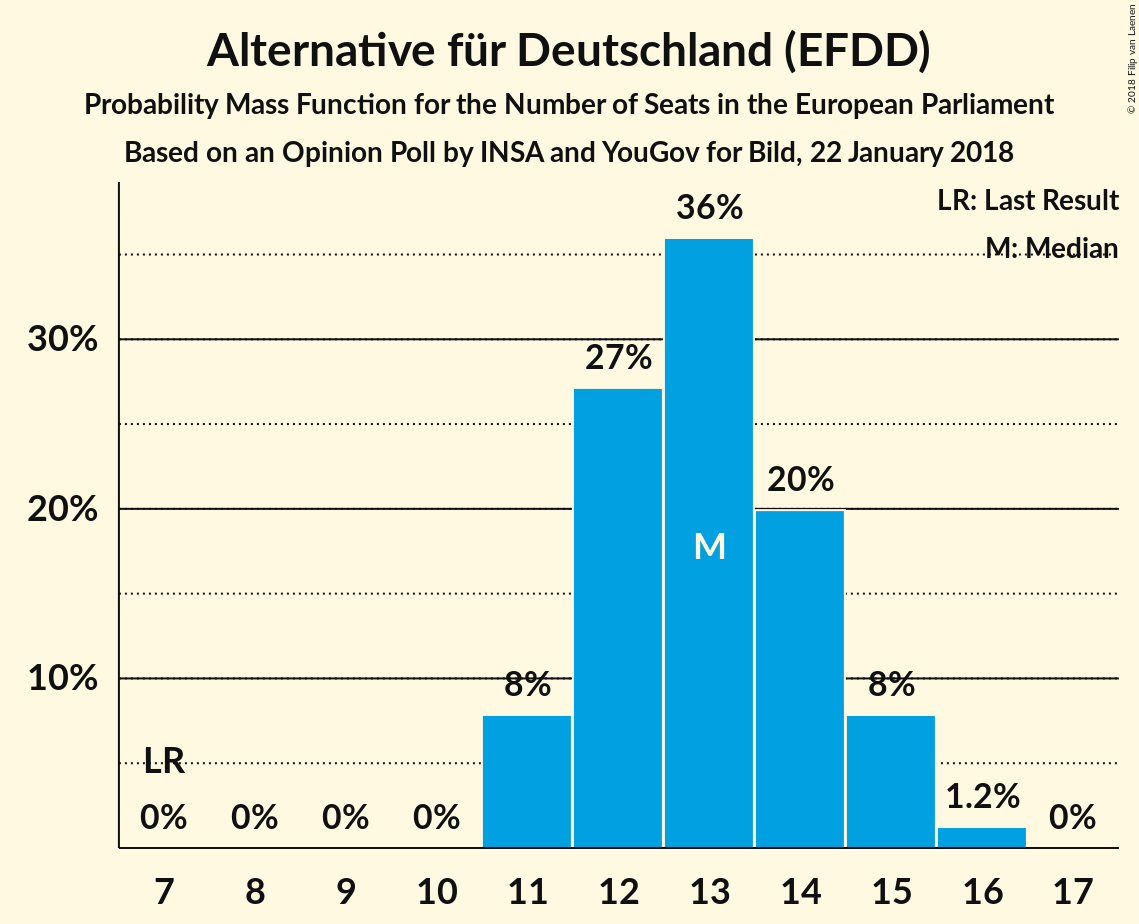 Alternative für Deutschland (EFDD)
Probability Mass Function for the Number of Seats in the European Parliament
Based on an Opinion Poll by INSA and YouGov for Bild, 22 January 2018
© 2018 Filip van Laenen
LR: Last Result
M: Median
36%
30%
27%
20%
20%
M
10%
8%
8%
LR
0%
0%
0%
0%
1.2%
0%
7 8 9 10 11 12 13 14 15 16 17